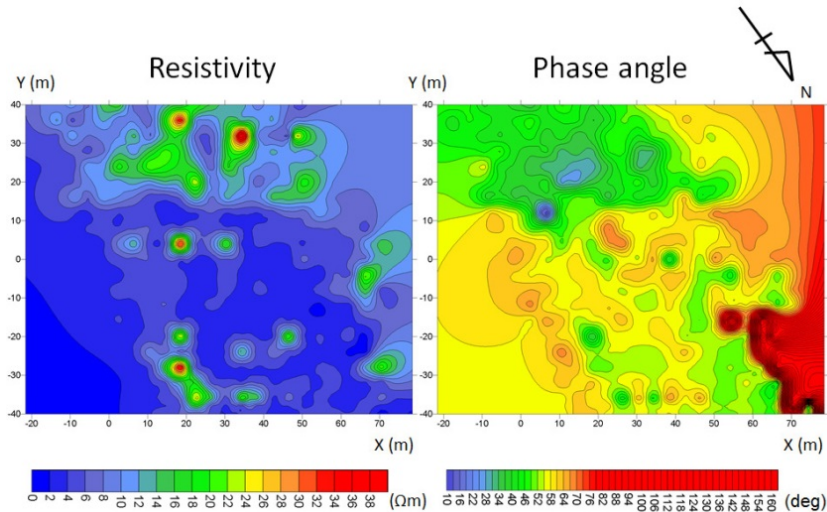 Resistivity
Phase angle
N
Y (m)
Y (m)
40
30
20
10
0
-10
-20
-30
-40
40
30
20
10
0
-10
-20
-30
-40
-20 -10 0 10 20 30 40 50 60 70
-20 -10 0 10 20 30 40 50 60 70
X (m)
X (m)
0 2 4 6 8 10 12 14 16 18 20 22 24 26 28 30 32 34 36 38 (Ωm)
10 16 22 28 34 40 46 52 58 64 70 76 82 88 94 100 106 112 118 124 130 136 142 148 154 160 (deg)